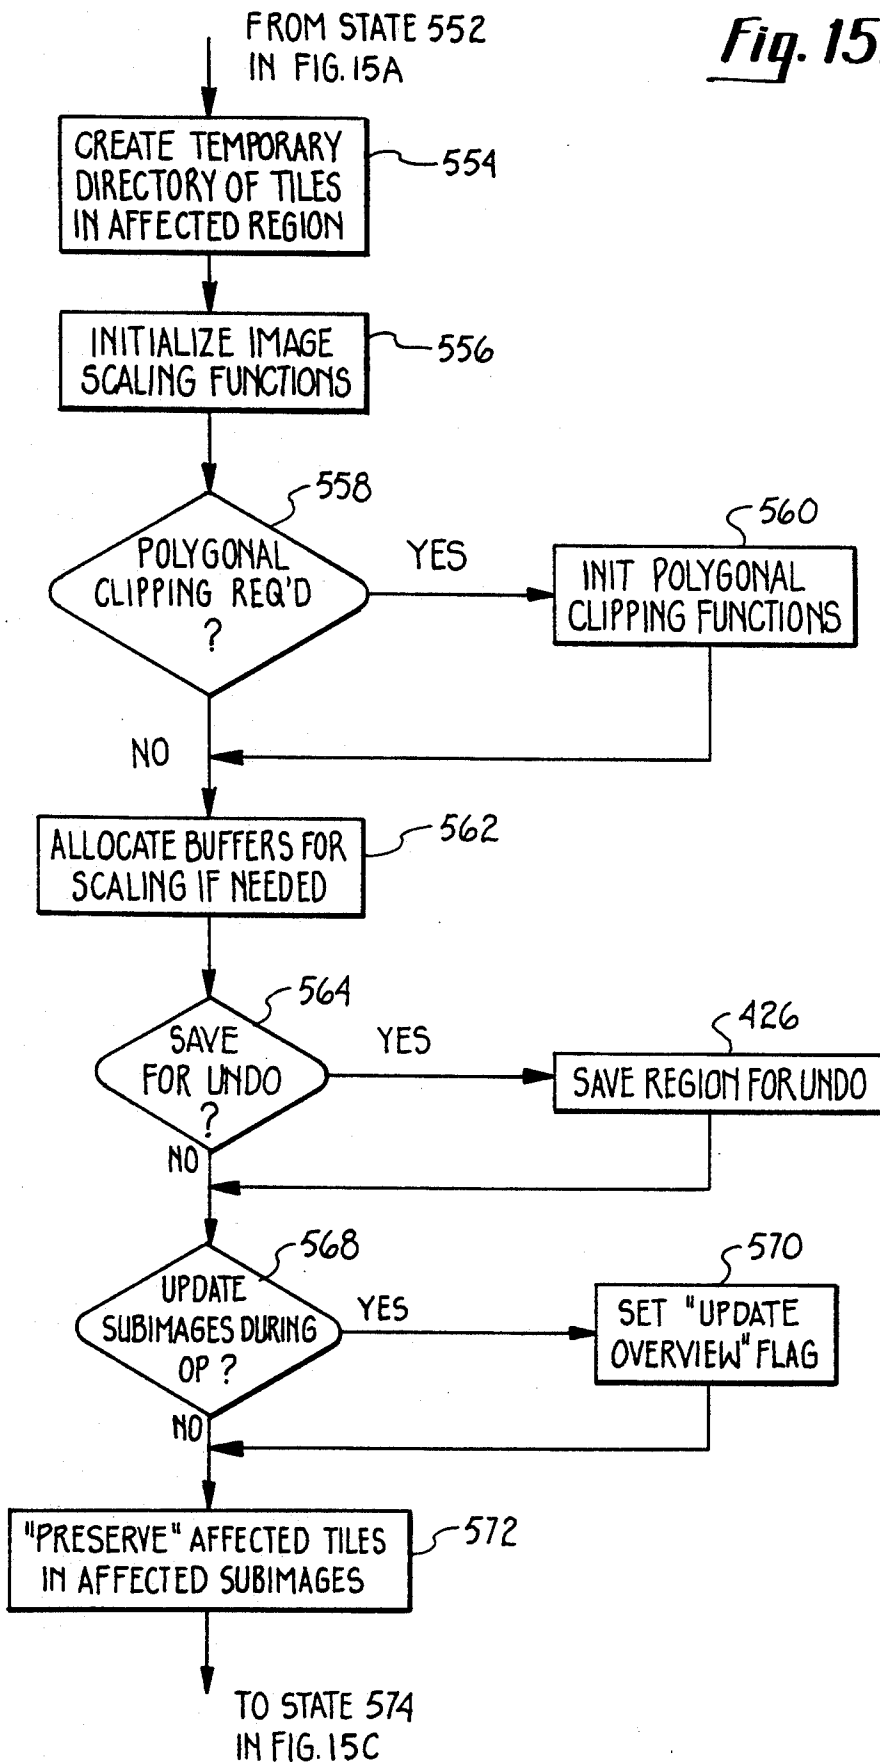 FROM STATE 552
IN FIG. 15A
Fig. 15
CREATE TEMPORARY
DIRECTORY OF TILES
IN AFFECTED REGION
554
INITIALIZE IMAGE
SCALING FUNCTIONS
556
558
POLYGONAL
CLIPPING REQ'D
?
YES
560
INIT POLYGONAL
CLIPPING FUNCTIONS
NO
ALLOCATE BUFFERS FOR
SCALING IF NEEDED
562
564
SAVE
FOR UNDO
?
YES
426
SAVE REGION FOR UNDO
NO
568
UPDATE
SUBIMAGES DURING
OP ?
YES
570
SET "UPDATE
OVERVIEW" FLAG
NO
"PRESERVE" AFFECTED TILES
IN AFFECTED SUBIMAGES
572
TO STATE 574
IN FIG. 15C